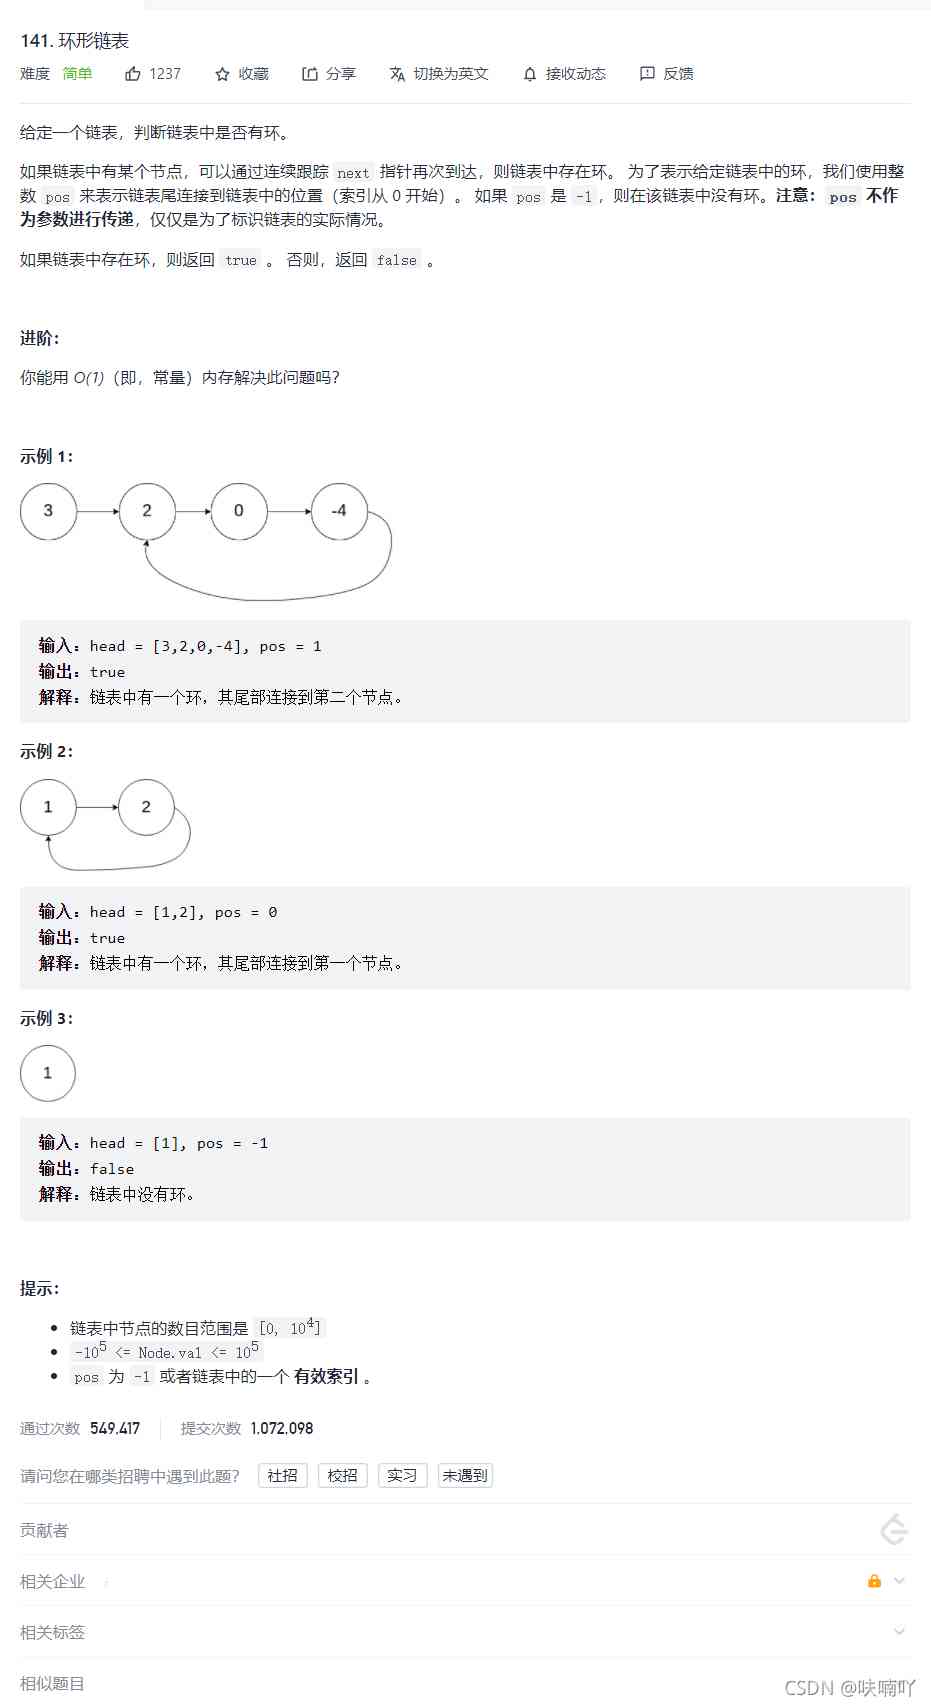 141. 环形链表
难度 简单 1237 收藏 分享 切换为英文 接收动态 反馈
给定一个链表，判断链表中是否有环。
如果链表中有某个节点，可以通过连续跟踪 next 指针再次到达，则链表中存在环。 为了表示给定链表中的环，我们使用整
数 pos 来表示链表尾连接到链表中的位置（索引从 0 开始）。 如果 pos 是 -1，则在该链表中没有环。注意：pos 不作
为参数进行传递，仅仅是为了标识链表的实际情况。
如果链表中存在环，则返回 true 。 否则，返回 false 。
进阶：
你能用 O(1)（即，常量）内存解决此问题吗？
示例 1：
3 2 0 -4
输入：head = [3,2,0,-4], pos = 1
输出：true
解释：链表中有一个环，其尾部连接到第二个节点。
示例 2：
1 2
输入：head = [1,2], pos = 0
输出：true
解释：链表中有一个环，其尾部连接到第一个节点。
示例 3：
1
输入：head = [1], pos = -1
输出：false
解释：链表中没有环。
提示：
• 链表中节点的数目范围是 [0, 10⁴]
• -10⁵ <= Node.val <= 10⁵
• pos 为 -1 或者链表中的一个 有效索引 。
通过次数 549,417 提交次数 1,072,098
请问您在哪类招聘中遇到此题？ 社招 校招 实习 未遇到
贡献者
相关企业
相关标签
相似题目
CSDN @呋喃吖